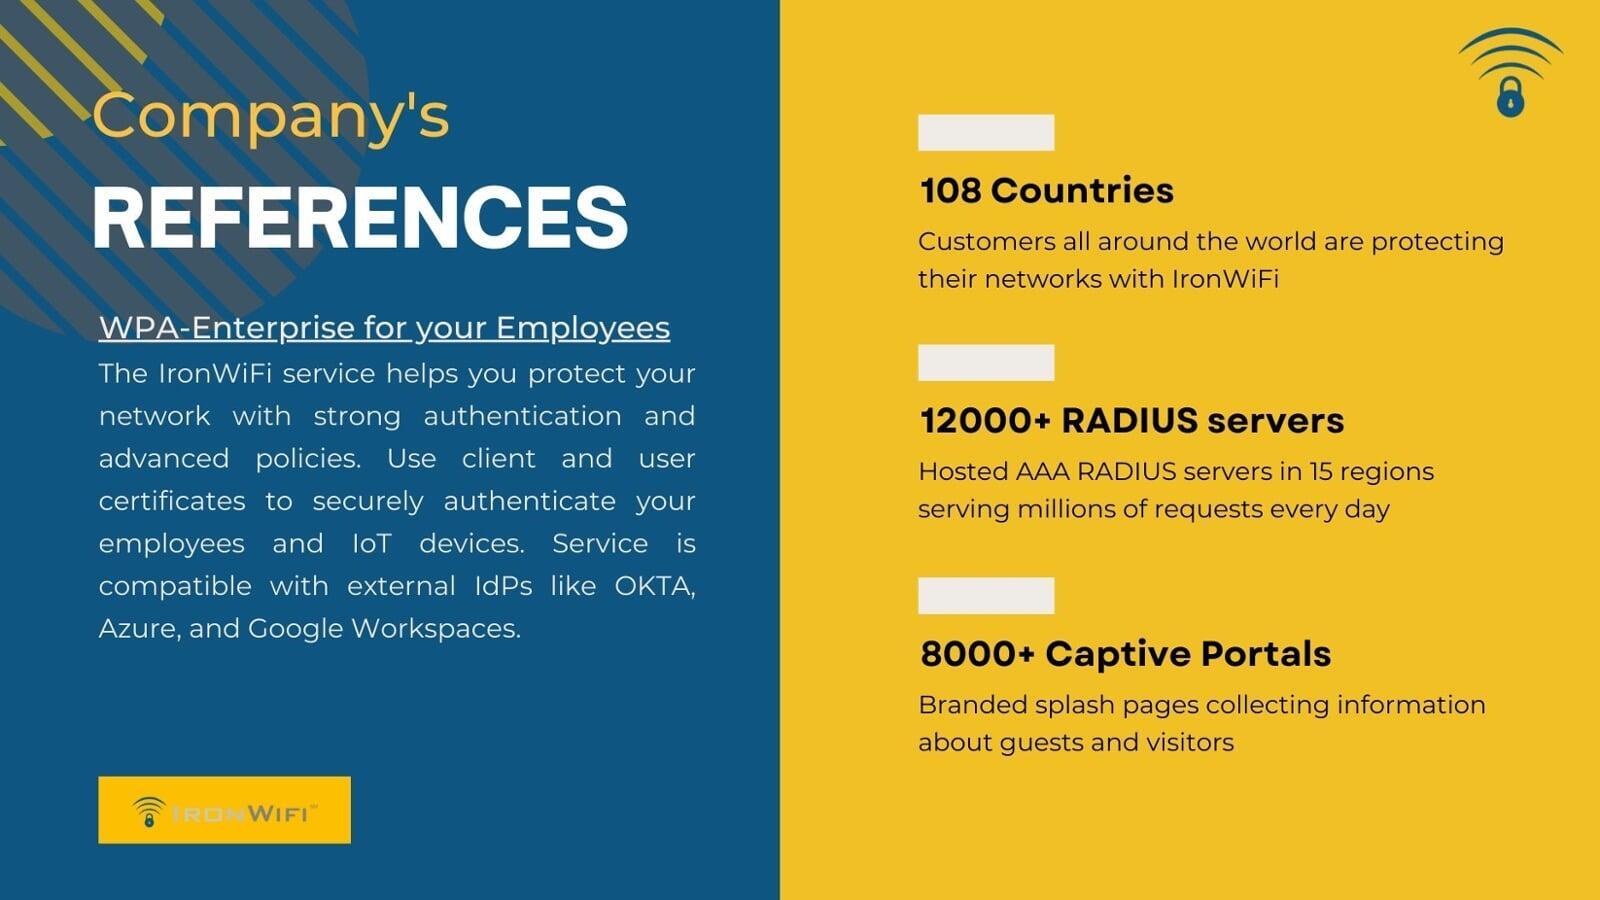 Company's
REFERENCES
WPA-Enterprise for your Employees
The IronWiFi service helps you protect your
network with strong authentication and
advanced policies. Use client and user
certificates to securely authenticate your
employees and IoT devices. Service is
compatible with external IdPs like OKTA,
Azure, and Google Workspaces.
IRONWIFI℠
108 Countries
Customers all around the world are protecting
their networks with IronWiFi
12000+ RADIUS servers
Hosted AAA RADIUS servers in 15 regions
serving millions of requests every day
8000+ Captive Portals
Branded splash pages collecting information
about guests and visitors